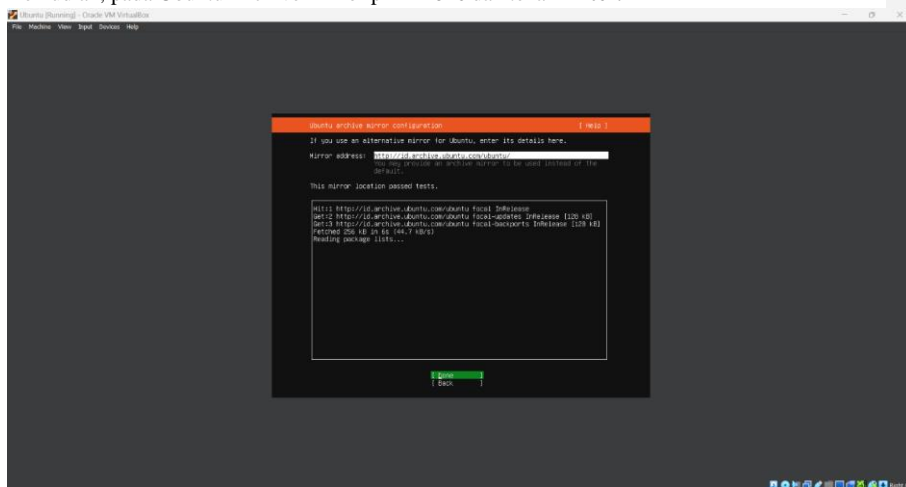 Ubuntu (Running) - Oracle VM VirtualBox
File Machine View Input Devices Help
Ubuntu archive mirror configuration [ Help ]
If you use an alternative mirror for Ubuntu, enter its details here.
Mirror address: http://id.archive.ubuntu.com/ubuntu/
You may provide an archive mirror to be used instead of the
default.
This mirror location passed tests.
Hit:1 http://id.archive.ubuntu.com/ubuntu focal InRelease
Get:2 http://id.archive.ubuntu.com/ubuntu focal-updates InRelease [128 kB]
Get:3 http://id.archive.ubuntu.com/ubuntu focal-backports InRelease [128 kB]
Fetched 256 kB in 6s (44.7 kB/s)
Reading package lists...
[ Done ]
[ Back ]